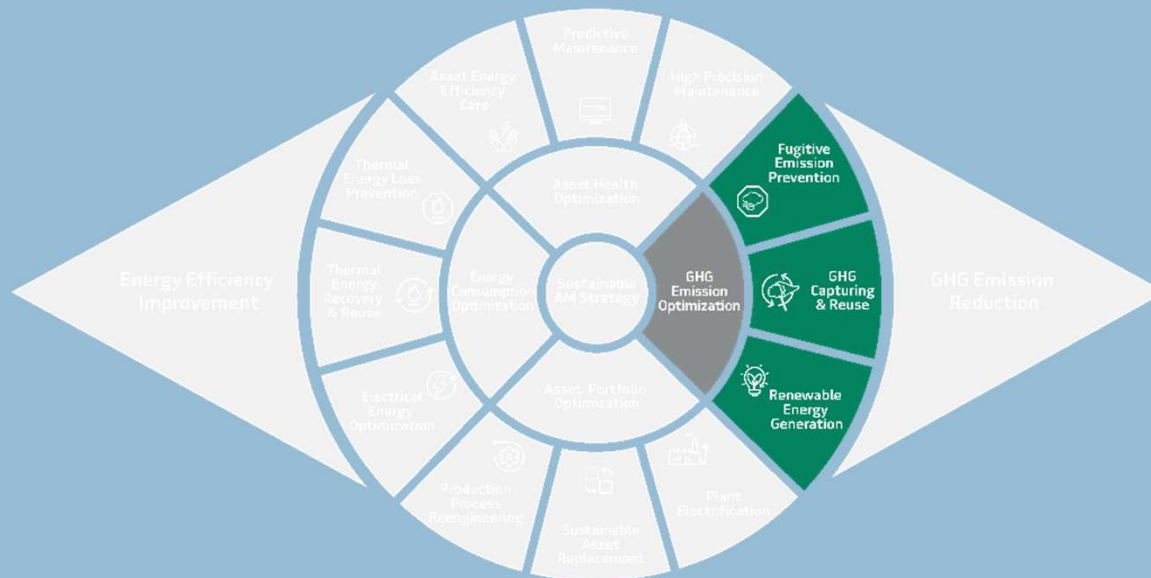 Predictive
Maintenance
High Precision
Maintenance
Asset Energy
Efficiency
Care
Fugitive
Emission
Prevention
Thermal
Energy Loss
Prevention
Asset Health
Optimization
Energy Efficiency
Improvement
Thermal
Energy
Recovery
& Reuse
Energy
Consumption
Optimization
Sustainable
AM Strategy
GHG
Emission
Optimization
GHG
Capturing
& Reuse
GHG Emission
Reduction
Electrical
Energy
Optimization
Asset Portfolio
Optimization
Renewable
Energy
Generation
Production
Process
Reengineering
Sustainable
Asset
Replacement
Plant
Electrification